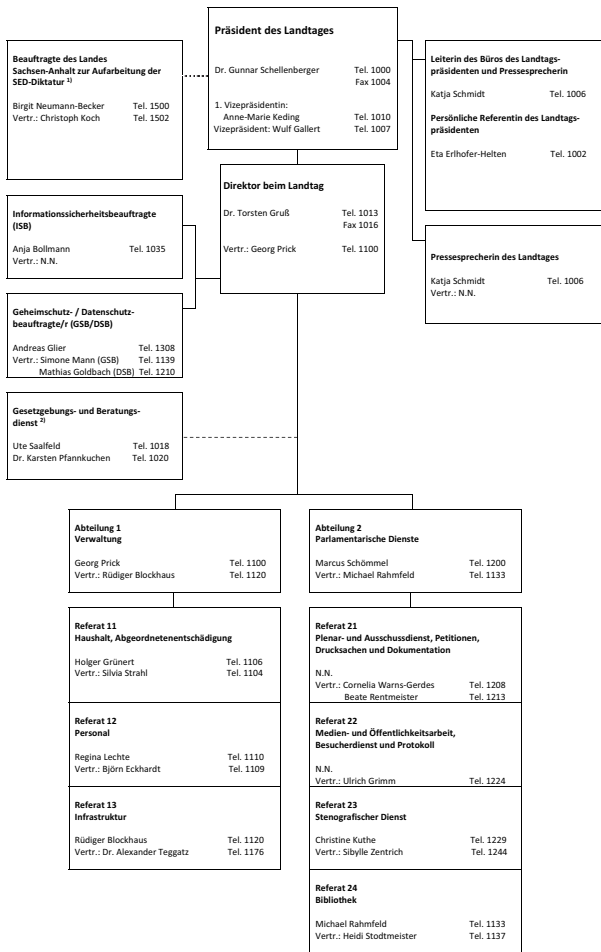 Präsident des Landtages
Dr. Gunnar Schellenberger Tel. 1000
Fax 1004
1. Vizepräsidentin:
Anne-Marie Keding Tel. 1010
Vizepräsident: Wulf Gallert Tel. 1007
Beauftragte des Landes
Sachsen-Anhalt zur Aufarbeitung der
SED-Diktatur 1)
Birgit Neumann-Becker Tel. 1500
Vertr.: Christoph Koch Tel. 1502
Leiterin des Büros des Landtags-
präsidenten und Pressesprecherin
Katja Schmidt Tel. 1006
Persönliche Referentin des Landtags-
präsidenten
Eta Erlhofer-Helten Tel. 1002
Direktor beim Landtag
Dr. Torsten Gruß Tel. 1013
Fax 1016
Vertr.: Georg Prick Tel. 1100
Informationssicherheitsbeauftragte
(ISB)
Anja Bollmann Tel. 1035
Vertr.: N.N.
Pressesprecherin des Landtages
Katja Schmidt Tel. 1006
Vertr.: N.N.
Geheimschutz- / Datenschutz-
beauftragte/r (GSB/DSB)
Andreas Glier Tel. 1308
Vertr.: Simone Mann (GSB) Tel. 1139
Mathias Goldbach (DSB) Tel. 1210
Gesetzgebungs- und Beratungs-
dienst 2)
Ute Saalfeld Tel. 1018
Dr. Karsten Pfannkuchen Tel. 1020
Abteilung 1
Verwaltung
Georg Prick Tel. 1100
Vertr.: Rüdiger Blockhaus Tel. 1120
Referat 11
Haushalt, Abgeordnetenentschädigung
Holger Grünert Tel. 1106
Vertr.: Silvia Strahl Tel. 1104
Referat 12
Personal
Regina Lechte Tel. 1110
Vertr.: Björn Eckhardt Tel. 1109
Referat 13
Infrastruktur
Rüdiger Blockhaus Tel. 1120
Vertr.: Dr. Alexander Teggatz Tel. 1176
Abteilung 2
Parlamentarische Dienste
Marcus Schömmel Tel. 1200
Vertr.: Michael Rahmfeld Tel. 1133
Referat 21
Plenar- und Ausschussdienst, Petitionen,
Drucksachen und Dokumentation
N.N.
Vertr.: Cornelia Warns-Gerdes Tel. 1208
Beate Rentmeister Tel. 1213
Referat 22
Medien- und Öffentlichkeitsarbeit,
Besucherdienst und Protokoll
N.N.
Vertr.: Ulrich Grimm Tel. 1224
Referat 23
Stenografischer Dienst
Christine Kuthe Tel. 1229
Vertr.: Sibylle Zentrich Tel. 1244
Referat 24
Bibliothek
Michael Rahmfeld Tel. 1133
Vertr.: Heidi Stodtmeister Tel. 1137